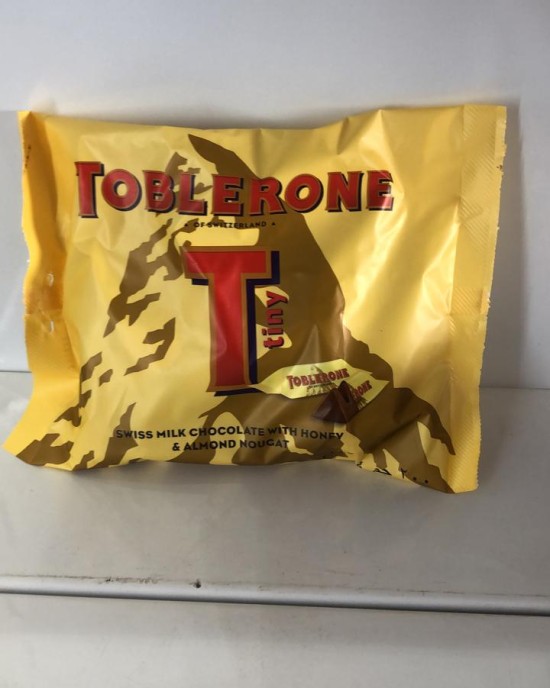 TOBLERONE
OF SWITZERLAND
T
tiny
TOBLERONE
SWISS MILK CHOCOLATE WITH HONEY
& ALMOND NOUGAT